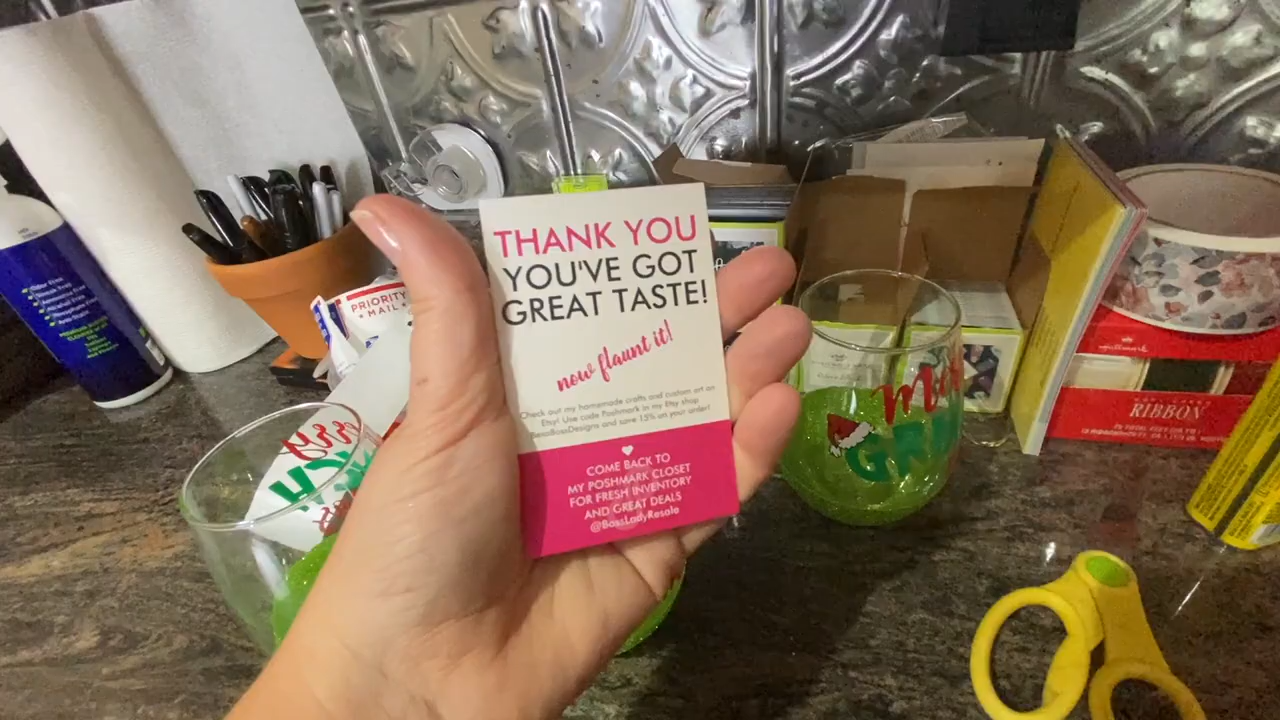 THANK YOU
YOU'VE GOT
GREAT TASTE!
now flaunt it!
Check out my homemade crafts and custom art on
Etsy! Use code Poshmark in my Etsy shop
and save 15% on your order!
COME BACK TO
MY POSHMARK CLOSET
FOR FRESH INVENTORY
AND GREAT DEALS
@BossLadyResale
PRIORITY
MAIL
RIBBON